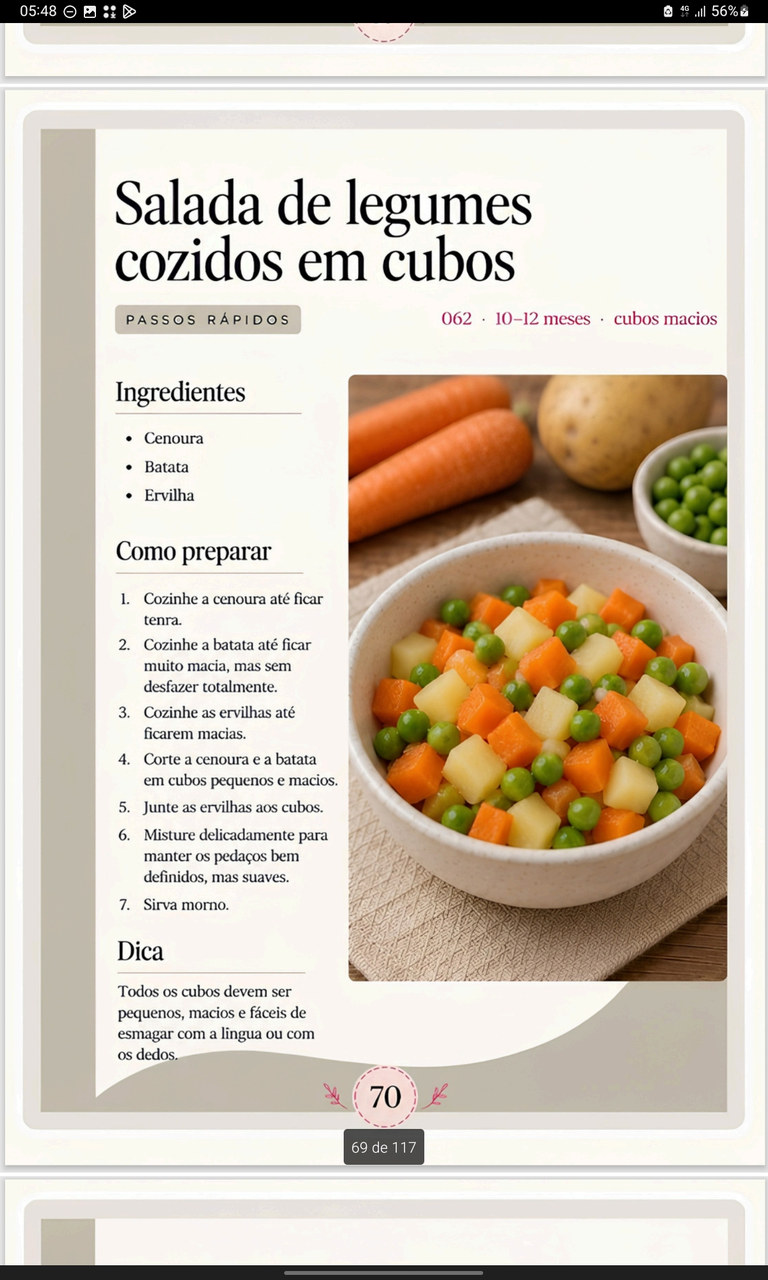 05:48
4G
56%
Salada de legumes
cozidos em cubos
PASSOS RÁPIDOS
062 · 10–12 meses · cubos macios
Ingredientes
• Cenoura
• Batata
• Ervilha
Como preparar
1. Cozinhe a cenoura até ficar
tenra.
2. Cozinhe a batata até ficar
muito macia, mas sem
desfazer totalmente.
3. Cozinhe as ervilhas até
ficarem macias.
4. Corte a cenoura e a batata
em cubos pequenos e macios.
5. Junte as ervilhas aos cubos.
6. Misture delicadamente para
manter os pedaços bem
definidos, mas suaves.
7. Sirva morno.
Dica
Todos os cubos devem ser
pequenos, macios e fáceis de
esmagar com a língua ou com
os dedos.
70
69 de 117